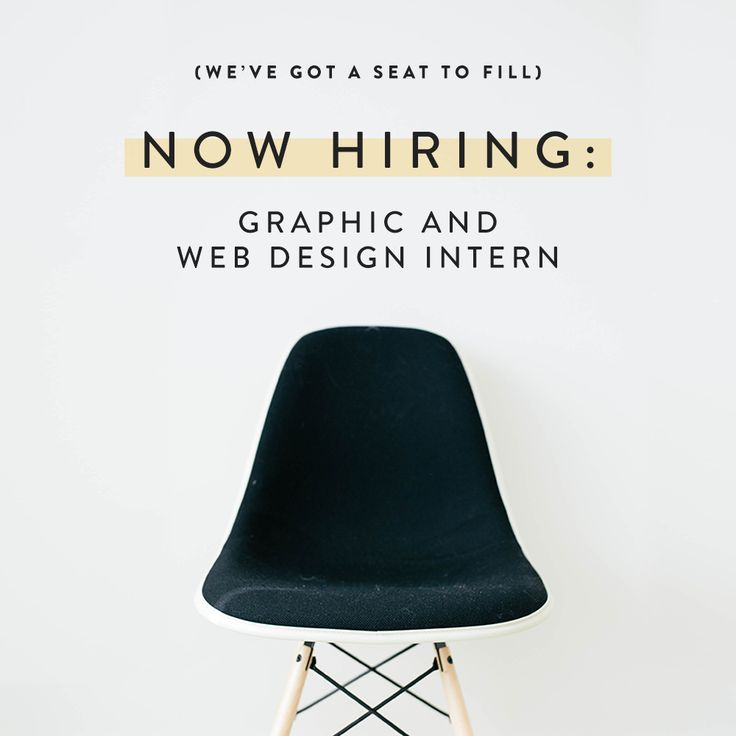 (WE'VE GOT A SEAT TO FILL)
NOW HIRING:
GRAPHIC AND
WEB DESIGN INTERN